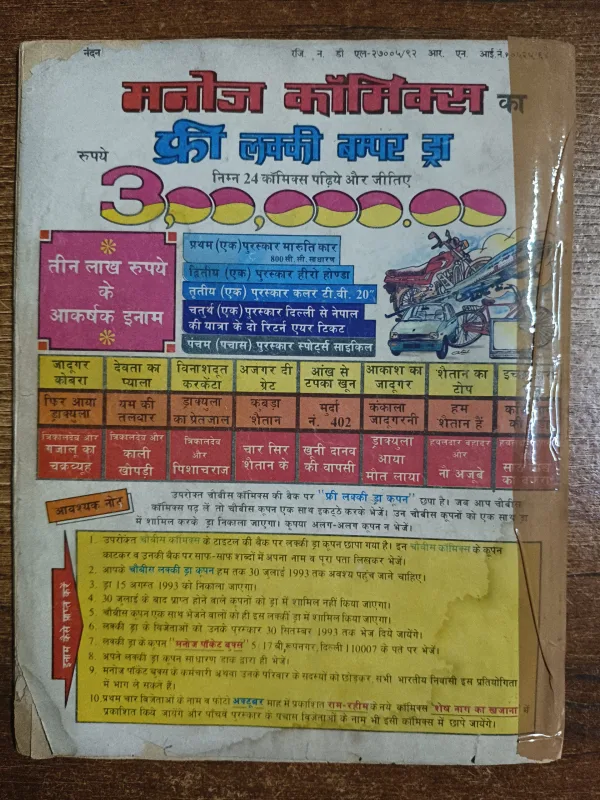 नंदन
रजि. न. डी एल-२७००५/९२ आर. एन. आई.नं.
मनोज कॉमिक्स का
फ्री लक्की बम्पर ड्रा
निम्न 24 कॉमिक्स पढ़िये और जीतिए
रुपये
3,00,000.00
तीन लाख रुपये
के
आकर्षक इनाम
प्रथम (एक) पुरस्कार मारुति कार
800 सी.सी. साधारण
द्वितीय (एक) पुरस्कार हीरो होण्डा
तृतीय (एक) पुरस्कार कलर टी.वी. 20"
चतुर्थ (एक) पुरस्कार दिल्ली से नेपाल
की यात्रा के दो रिटर्न एयर टिकट
पंचम (पचास) पुरस्कार स्पोर्ट्स साइकिल
जादूगर कोबरा
देवता का प्याला
विनाशदूत करकेंटा
अजगर दी ग्रेट
आँख से टपका खून
आकाश का जादूगर
शैतान का टोप
फिर आया ड्राक्युला
यम की तलवार
ड्राक्युला का प्रेतजाल
कबड़ा शैतान
मुर्दा नं. 402
कंकाला जादूगरनी
हम शैतान हैं
त्रिकालदेव और गजाल का चक्रव्यूह
त्रिकालदेव और काली खोपड़ी
त्रिकालदेव और पिशाचराज
चार सिर शैतान के
खूनी दानव की वापसी
ड्राक्युला आया मौत लाया
हवलदार बहादुर और नौ अजूबे
आवश्यक नोट
उपरोक्त चौबीस कॉमिक्स की बैक पर "फ्री लक्की ड्रा कूपन" छपा है। जब आप चौबीस
कॉमिक्स पढ़ लें तो चौबीस कूपन एक साथ इकट्ठे करके भेजें। उन चौबीस कूपनों को एक साथ ड्रा
में शामिल करके ड्रा निकाला जाएगा। कृपया अलग-अलग कूपन न भेजें।
इनाम कैसे प्राप्त करें
1. उपरोक्त चौबीस कॉमिक्स के टाइटल की बैक पर लक्की ड्रा कूपन छापा गया है। इन चौबीस कॉमिक्स के कूपन
काटकर व उनकी बैक पर साफ-साफ शब्दों में अपना नाम व पूरा पता लिखकर भेजें।
2. आपके चौबीस लक्की ड्रा कूपन हम तक 30 जुलाई 1993 तक अवश्य पहुंच जाने चाहिए।
3. ड्रा 15 अगस्त 1993 को निकाला जाएगा।
4. 30 जुलाई के बाद प्राप्त होने वाले कूपनों को ड्रा में शामिल नहीं किया जाएगा।
5. चौबीस कूपन एक साथ भेजने वालों को ही इस लक्की ड्रा में शामिल किया जाएगा।
6. लक्की ड्रा के विजेताओं को उनके पुरस्कार 30 सितम्बर 1993 तक भेज दिये जायेंगे।
7. लक्की ड्रा के कूपन "मनोज पॉकेट बुक्स" 5/17 बी,रूपनगर, दिल्ली 110007 के पते पर भेजें।
8. अपने लक्की ड्रा कूपन साधारण डाक द्वारा ही भेजें।
9. मनोज पॉकेट बुक्स के कर्मचारी अथवा उनके परिवार के सदस्यों को छोड़कर, सभी भारतीय निवासी इस प्रतियोगिता
में भाग ले सकते हैं।
10. प्रथम चार विजेताओं के नाम व फोटो अक्टूबर माह में प्रकाशित राम-रहीम के नये कॉमिक्स "शेष नाग का खजाना" में
प्रकाशित किये जायेंगे और पाँचवें पुरस्कार के पचास विजेताओं के नाम भी इसी कॉमिक्स में छापे जायेंगे।